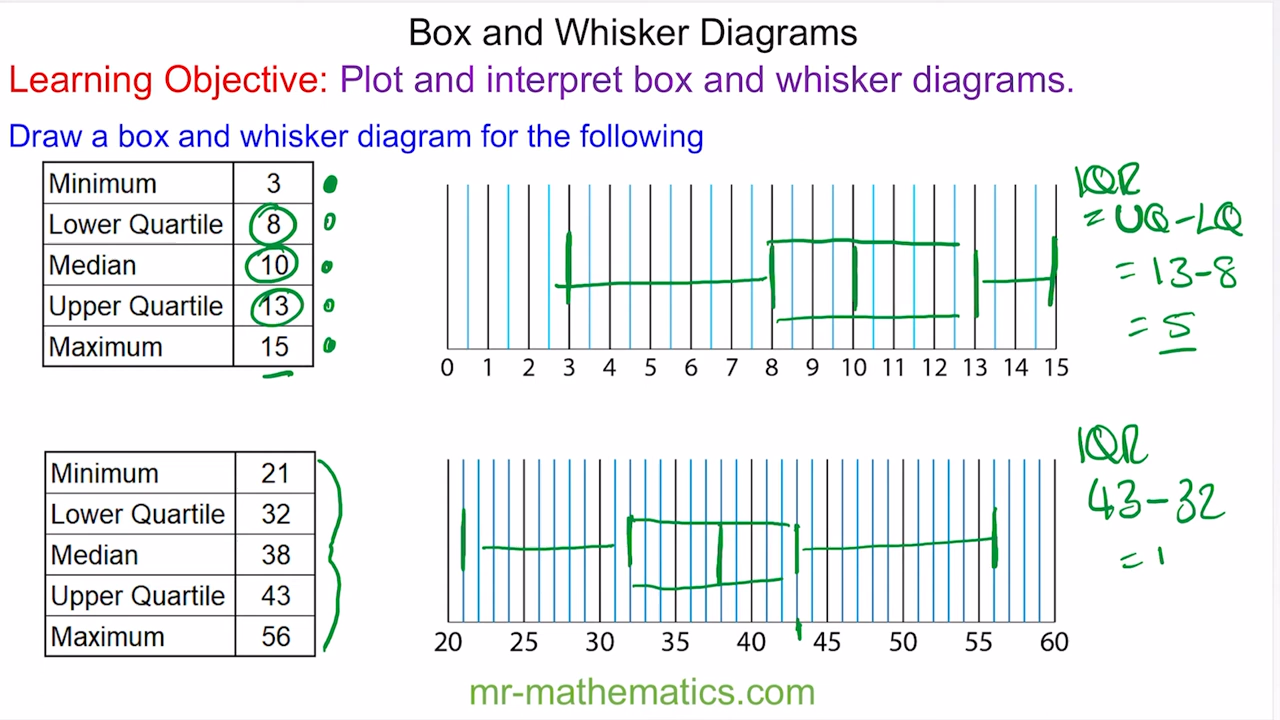 Box and Whisker Diagrams
Learning Objective: Plot and interpret box and whisker diagrams.
Draw a box and whisker diagram for the following
Minimum 3
Lower Quartile 8
Median 10
Upper Quartile 13
Maximum 15
0 1 2 3 4 5 6 7 8 9 10 11 12 13 14 15
IQR
= UQ-LQ
= 13-8
= 5
Minimum 21
Lower Quartile 32
Median 38
Upper Quartile 43
Maximum 56
20 25 30 35 40 45 50 55 60
IQR
43-32
= 1
mr-mathematics.com